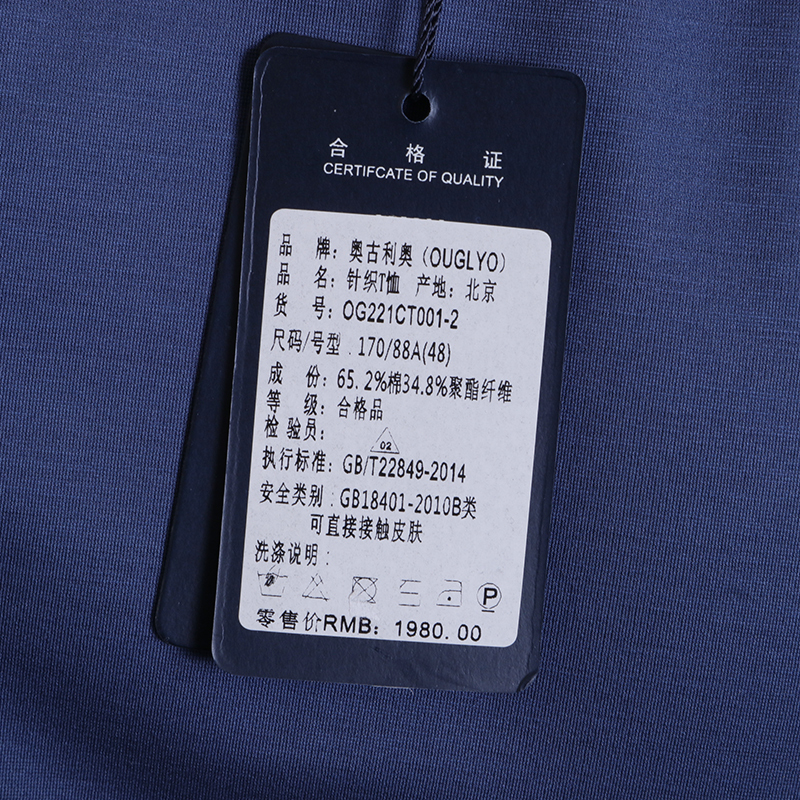 合格证
CERTIFCATE OF QUALITY
品 牌：奥古利奥（OUGLYO）
品 名：针织T恤 产地：北京
货 号：OG221CT001-2
尺码/号型．170/88A(48)
成 份：65.2%棉34.8%聚酯纤维
等 级：合格品
检 验员：
02
执行标准：GB/T22849-2014
安全类别：GB18401-2010B类
可直接接触皮肤
洗涤说明：
P
零售价RMB：1980.00